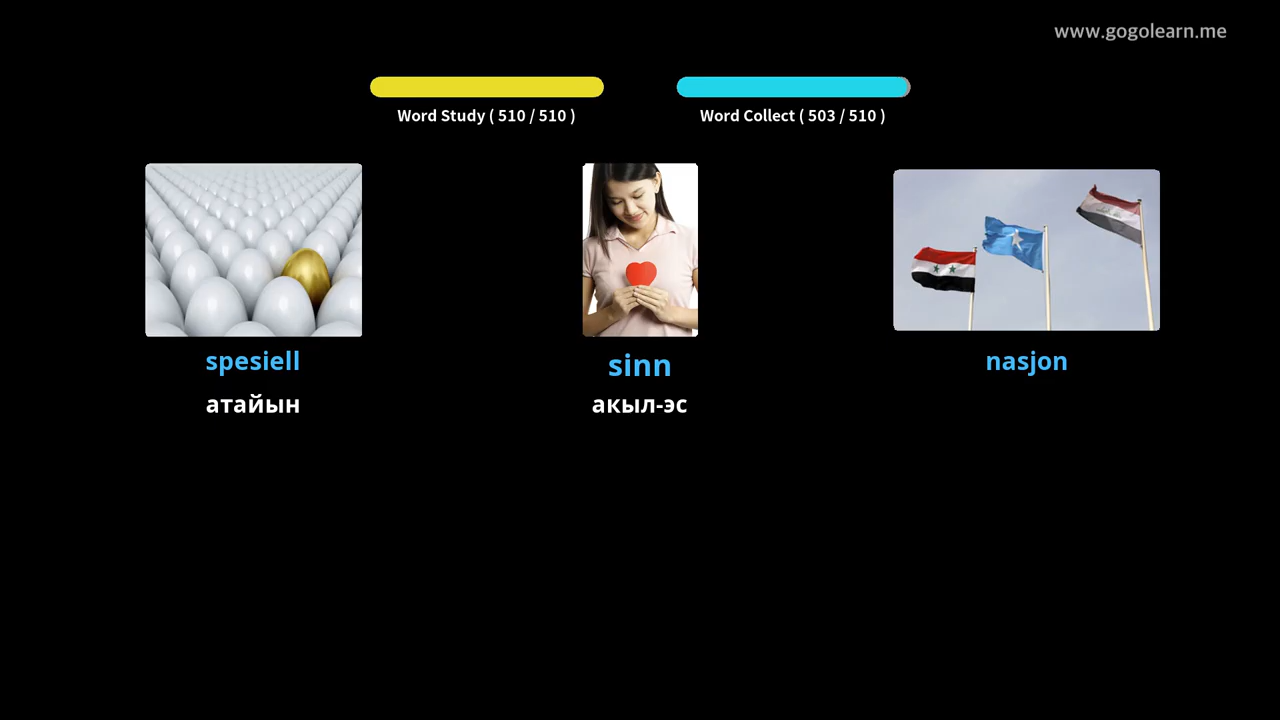 www.gogolearn.me
Word Study ( 510 / 510 )
Word Collect ( 503 / 510 )
spesiell
sinn
nasjon
атайын
акыл-эс